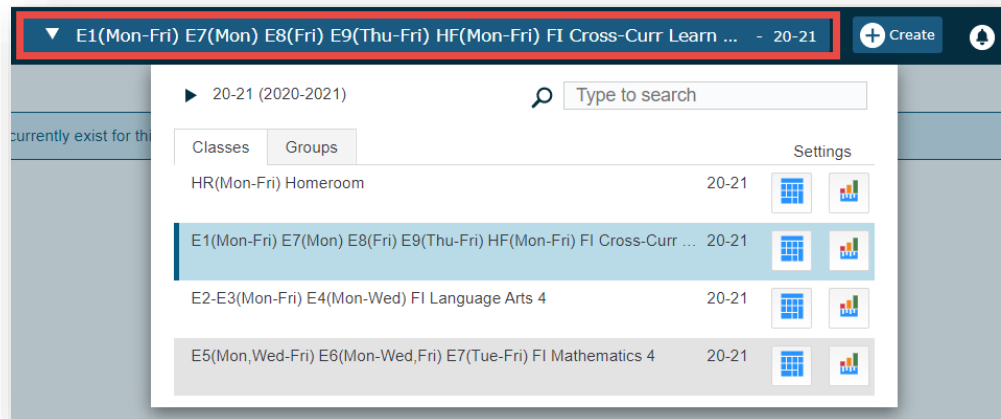 ▼ E1(Mon-Fri) E7(Mon) E8(Fri) E9(Thu-Fri) HF(Mon-Fri) FI Cross-Curr Learn ... - 20-21
Create
20-21 (2020-2021)
Type to search
currently exist for thi
Classes
Groups
Settings
HR(Mon-Fri) Homeroom 20-21
E1(Mon-Fri) E7(Mon) E8(Fri) E9(Thu-Fri) HF(Mon-Fri) FI Cross-Curr ... 20-21
E2-E3(Mon-Fri) E4(Mon-Wed) FI Language Arts 4 20-21
E5(Mon,Wed-Fri) E6(Mon-Wed,Fri) E7(Tue-Fri) FI Mathematics 4 20-21